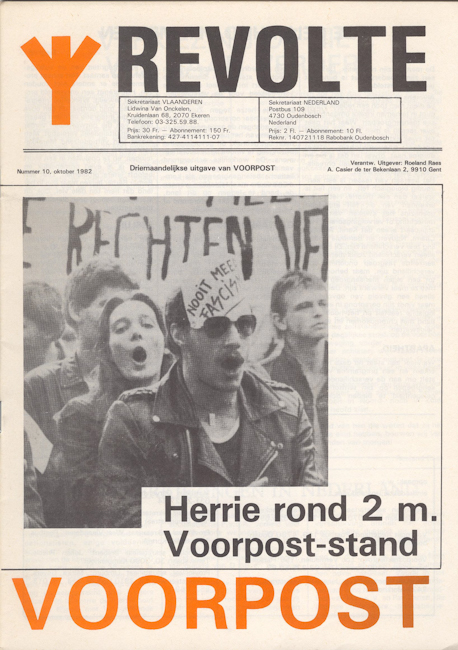 REVOLTE
Sekretariaat VLAANDEREN
Lidwina Van Onckelen,
Kruidenlaan 68, 2070 Ekeren
Telefoon: 03-325.59.88.
Prijs: 30 Fr. — Abonnement: 150 Fr.
Bankrekening: 427-4114111-07
Sekretariaat NEDERLAND
Postbus 109
4730 Oudenbosch
Nederland
Prijs: 2 Fl. — Abonnement: 10 Fl.
Reknr. 140721118 Rabobank Oudenbosch
Nummer 10, oktober 1982
Driemaandelijkse uitgave van VOORPOST
Verantw. Uitgever: Roeland Raes
A. Casier de ter Bekenlaan 2, 9910 Gent
RECHTEN
NOOIT MEER
FASCIS
Herrie rond 2 m.
Voorpost-stand
VOORPOST